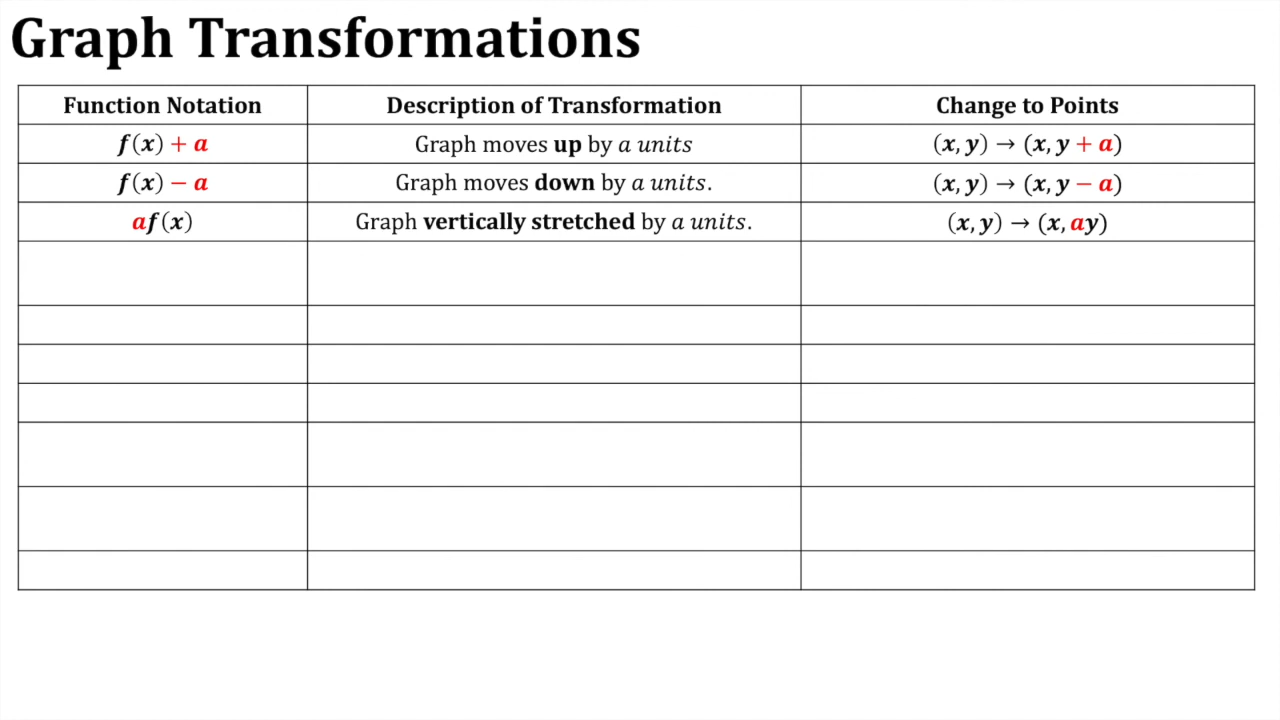 Graph Transformations
Function Notation Description of Transformation Change to Points
f(x) + a Graph moves up by a units (x, y) → (x, y + a)
f(x) − a Graph moves down by a units. (x, y) → (x, y − a)
af(x) Graph vertically stretched by a units. (x, y) → (x, ay)